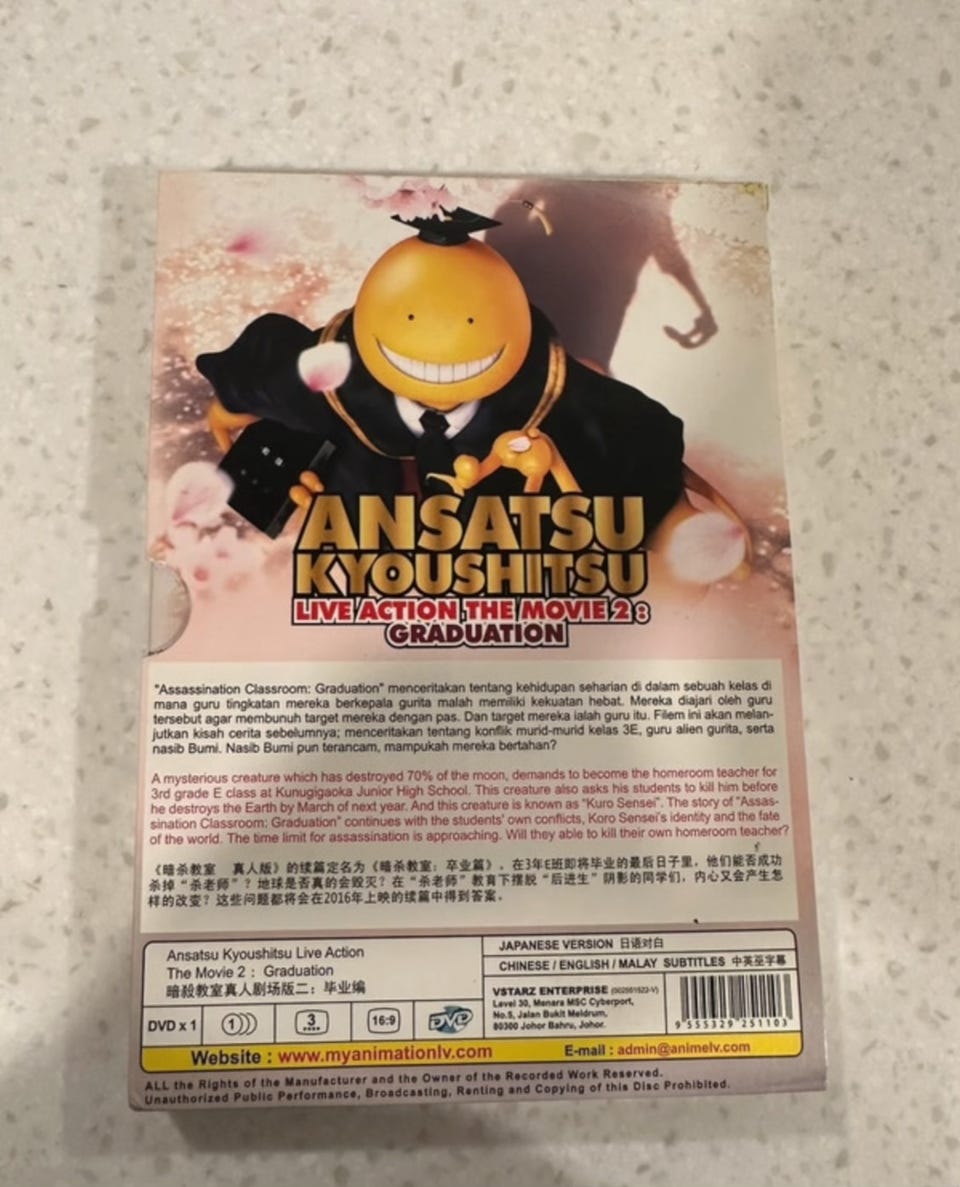 ANSATSU
KYOUSHITSU
LIVE ACTION THE MOVIE 2 :
GRADUATION
"Assassination Classroom: Graduation" menceritakan tentang kehidupan seharian di dalam sebuah kelas di
mana guru tingkatan mereka berkepala gurita malah memiliki kekuatan hebat. Mereka diajari oleh guru
tersebut agar membunuh target mereka dengan pas. Dan target mereka ialah guru itu. Filem ini akan melan-
jutkan kisah cerita sebelumnya; menceritakan tentang konflik murid-murid kelas 3E, guru alien gurita, serta
nasib Bumi. Nasib Bumi pun terancam, mampukah mereka bertahan?
A mysterious creature which has destroyed 70% of the moon, demands to become the homeroom teacher for
3rd grade E class at Kunugigaoka Junior High School. This creature also asks his students to kill him before
he destroys the Earth by March of next year. And this creature is known as "Kuro Sensei". The story of "Assas-
sination Classroom: Graduation" continues with the students' own conflicts, Koro Sensei's identity and the fate
of the world. The time limit for assassination is approaching. Will they able to kill their own homeroom teacher?
《暗杀教室 真人版》的续篇定名为《暗杀教室: 卒业篇》。在3年E班即将毕业的最后日子里, 他们能否成功
杀掉“杀老师”? 地球是否真的会毁灭? 在“杀老师”教育下摆脱“后进生”阴影的同学们, 内心又会产生怎
样的改变? 这些问题都将会在2016年上映的续篇中得到答案。
Ansatsu Kyoushitsu Live Action
The Movie 2 : Graduation
暗殺教室真人剧场版二: 毕业编
JAPANESE VERSION 日语对白
CHINESE / ENGLISH / MALAY SUBTITLES 中英巫字幕
VSTARZ ENTERPRISE (002551522-V)
Level 30, Menara MSC Cyberport,
No.5, Jalan Bukit Meldrum,
80300 Johor Bahru, Johor.
9 555329 251103
DVD x 1
1
3
16:9
DVD
Website : www.myanimationlv.com
E-mail : admin@animelv.com
ALL the Rights of the Manufacturer and the Owner of the Recorded Work Reserved.
Unauthorized Public Performance, Broadcasting, Renting and Copying of this Disc Prohibited.